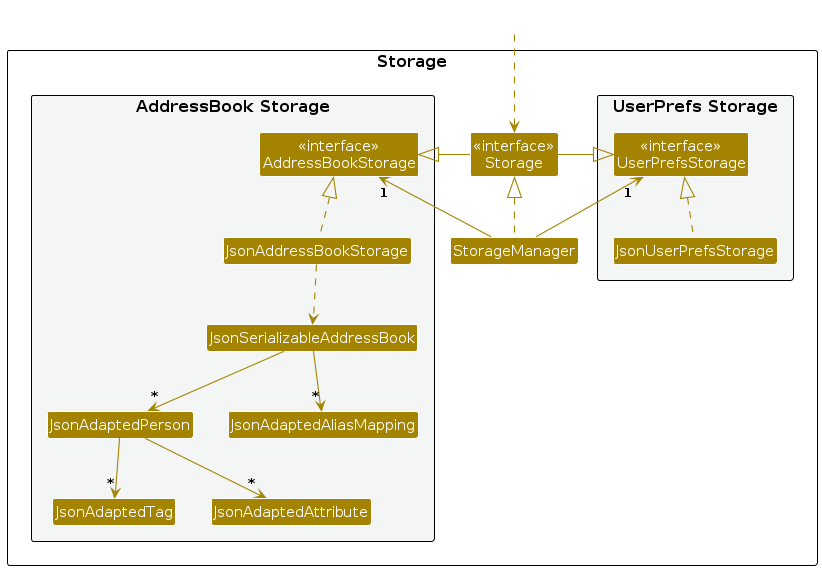 Storage
AddressBook Storage
UserPrefs Storage
«interface»
AddressBookStorage
«interface»
Storage
«interface»
UserPrefsStorage
1
1
JsonAddressBookStorage
StorageManager
JsonUserPrefsStorage
JsonSerializableAddressBook
*
*
JsonAdaptedPerson
JsonAdaptedAliasMapping
*
*
JsonAdaptedTag
JsonAdaptedAttribute